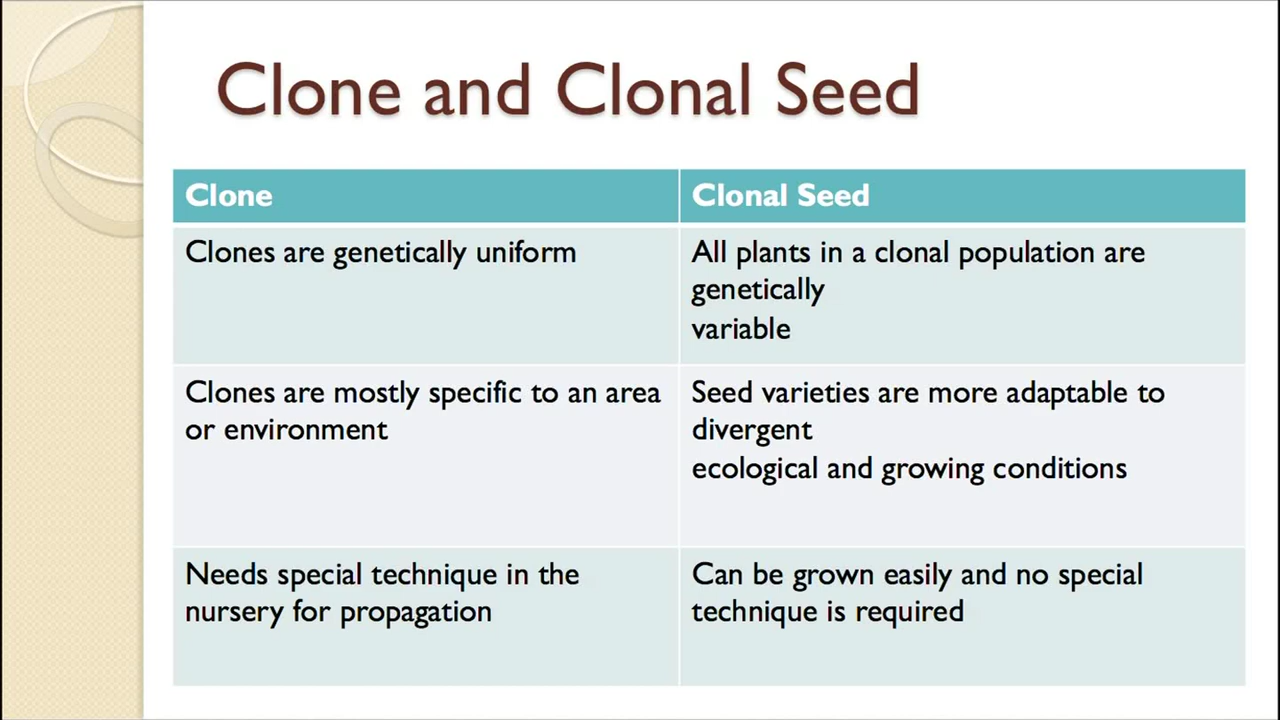 Clone and Clonal Seed
Clone
Clonal Seed
Clones are genetically uniform
All plants in a clonal population are
genetically
variable
Clones are mostly specific to an area
or environment
Seed varieties are more adaptable to
divergent
ecological and growing conditions
Needs special technique in the
nursery for propagation
Can be grown easily and no special
technique is required